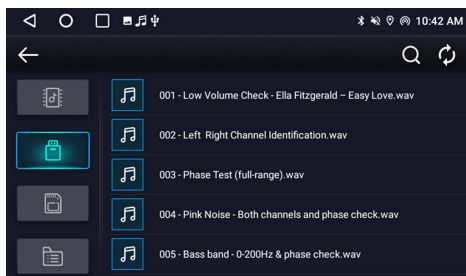 10:42 AM
001 - Low Volume Check - Ella Fitzgerald – Easy Love.wav
002 - Left  Right Channel Identification.wav
003 - Phase Test (full-range).wav
004 - Pink Noise - Both channels and phase check.wav
005 - Bass band - 0-200Hz & phase check.wav